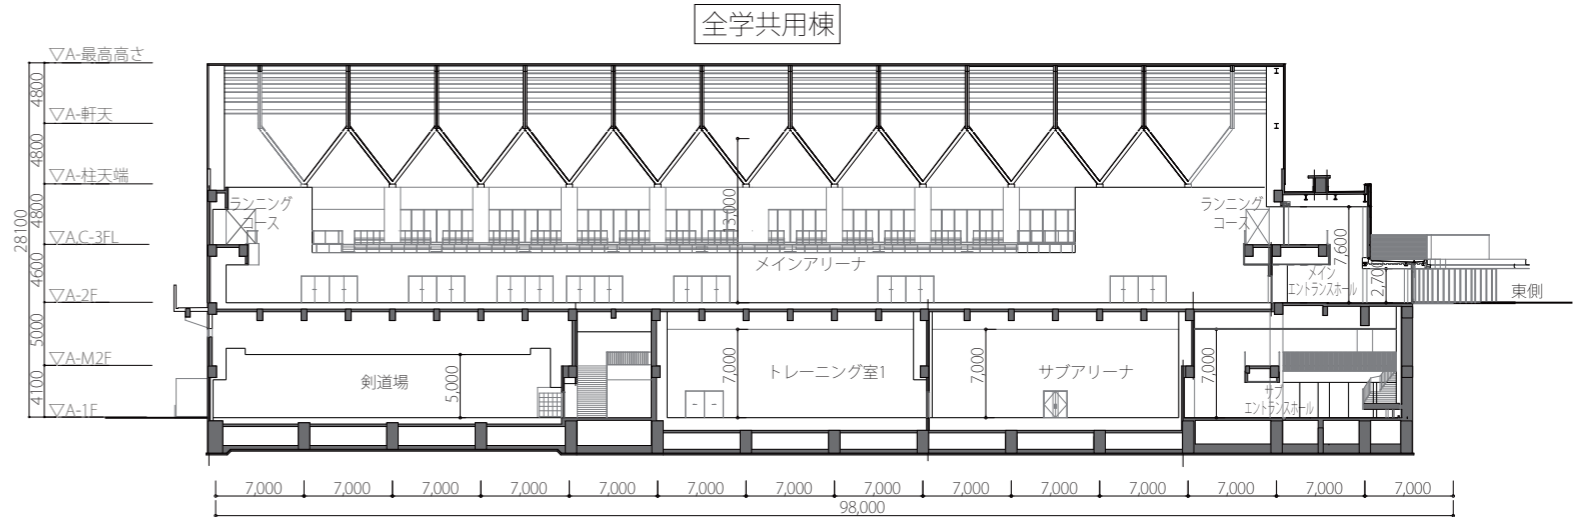 全学共用棟
▽A-最高高さ
4800
▽A-軒天
4800
▽A-柱天端
4800
▽A,C-3FL
4600
▽A-2F
5000
▽A-M2F
4100
▽A-1F
28100
ランニング
コース
13,000
メインアリーナ
ランニング
コース
7,600
メイン
エントランスホール
2,700
東側
剣道場
5,000
7,000
トレーニング室1
7,000
サブアリーナ
7,000
サブ
エントランスホール
7,000 7,000 7,000 7,000 7,000 7,000 7,000 7,000 7,000 7,000 7,000 7,000 7,000 7,000
98,000